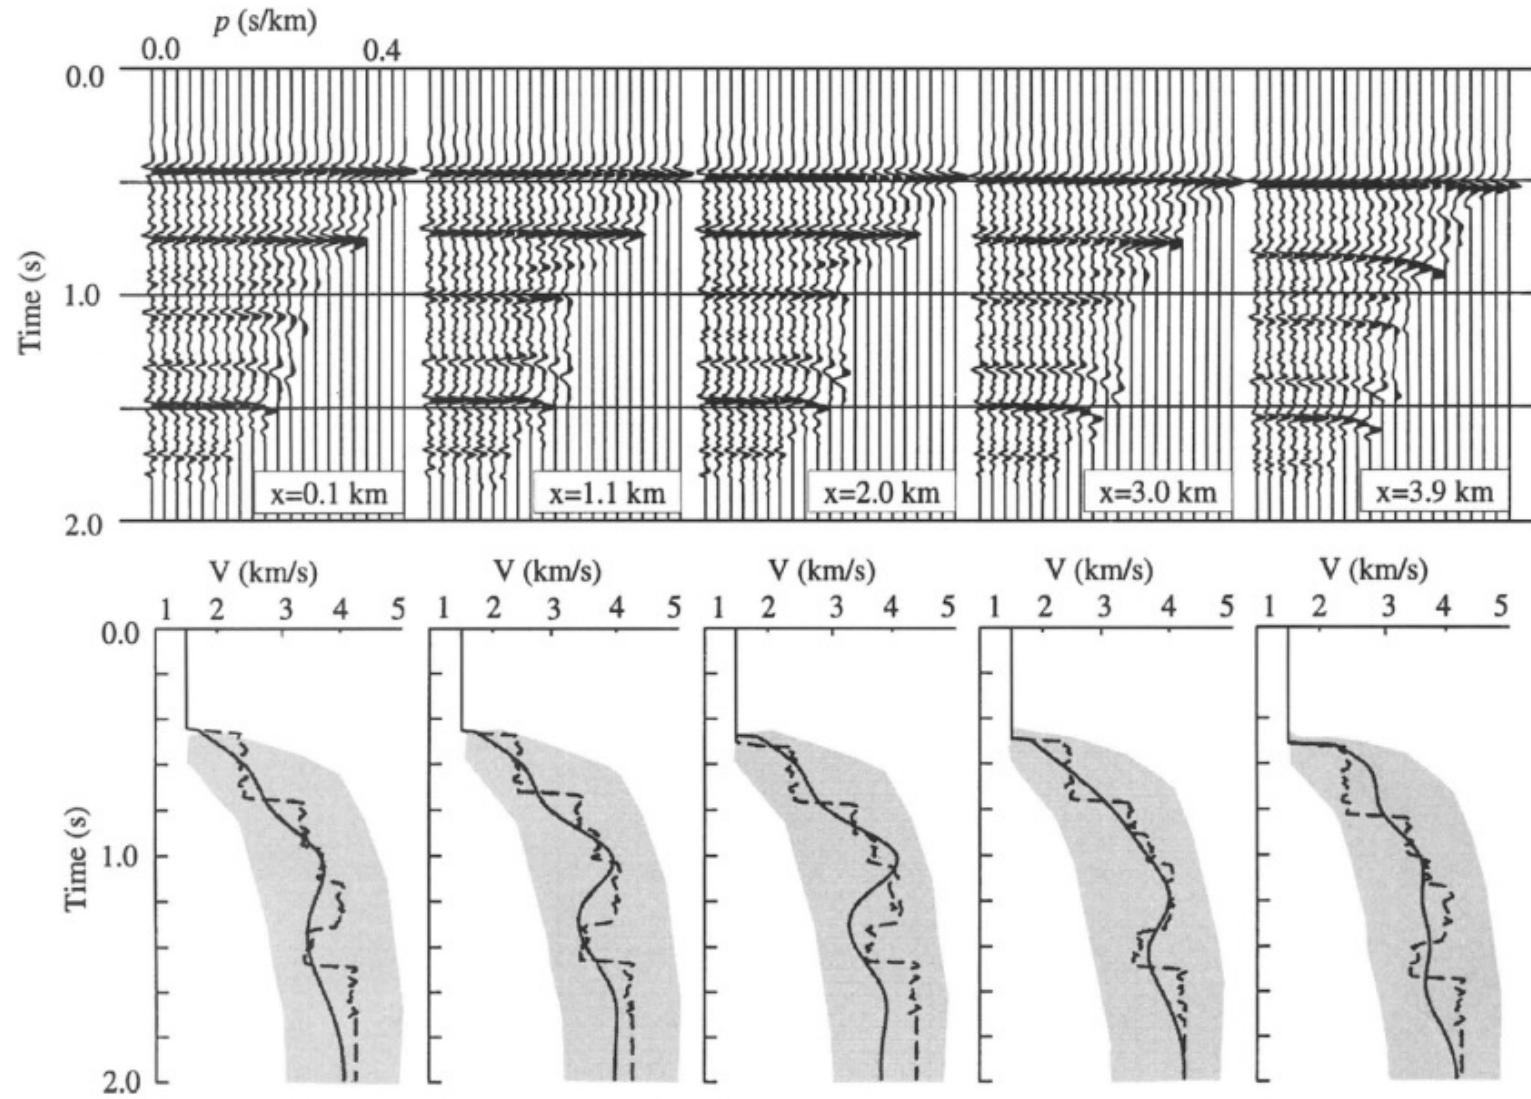 p (s/km)
0.0 0.4
0.0
Time (s)
1.0
2.0
x=0.1 km x=1.1 km x=2.0 km x=3.0 km x=3.9 km
V (km/s) V (km/s) V (km/s) V (km/s) V (km/s)
1 2 3 4 5 1 2 3 4 5 1 2 3 4 5 1 2 3 4 5 1 2 3 4 5
0.0
Time (s)
1.0
2.0